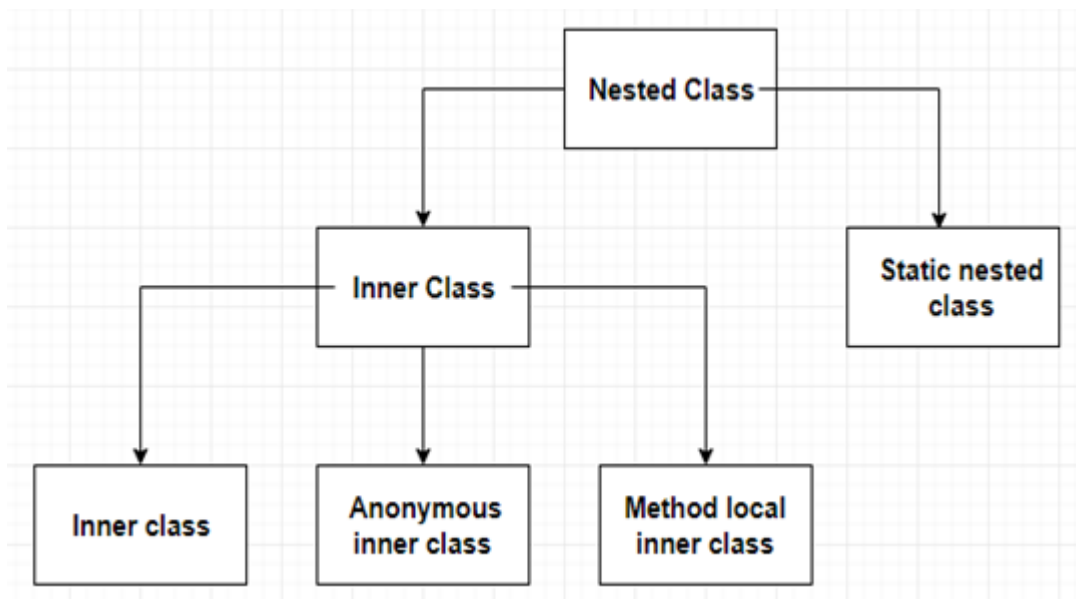 Nested Class
Inner Class
Static nested
class
Inner class
Anonymous
inner class
Method local
inner class